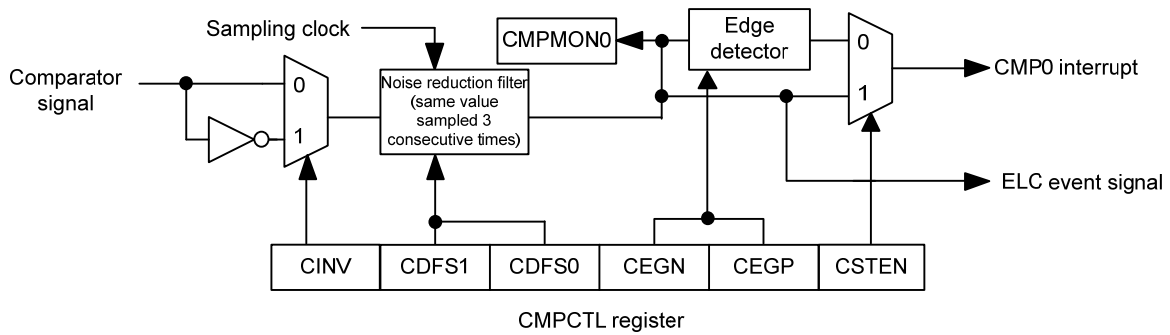 Sampling clock
CMPMON0
Edge
detector
0
CMP0 interrupt
Comparator
signal
0
Noise reduction filter
(same value
sampled 3
consecutive times)
1
1
ELC event signal
CINV
CDFS1
CDFS0
CEGN
CEGP
CSTEN
CMPCTL register